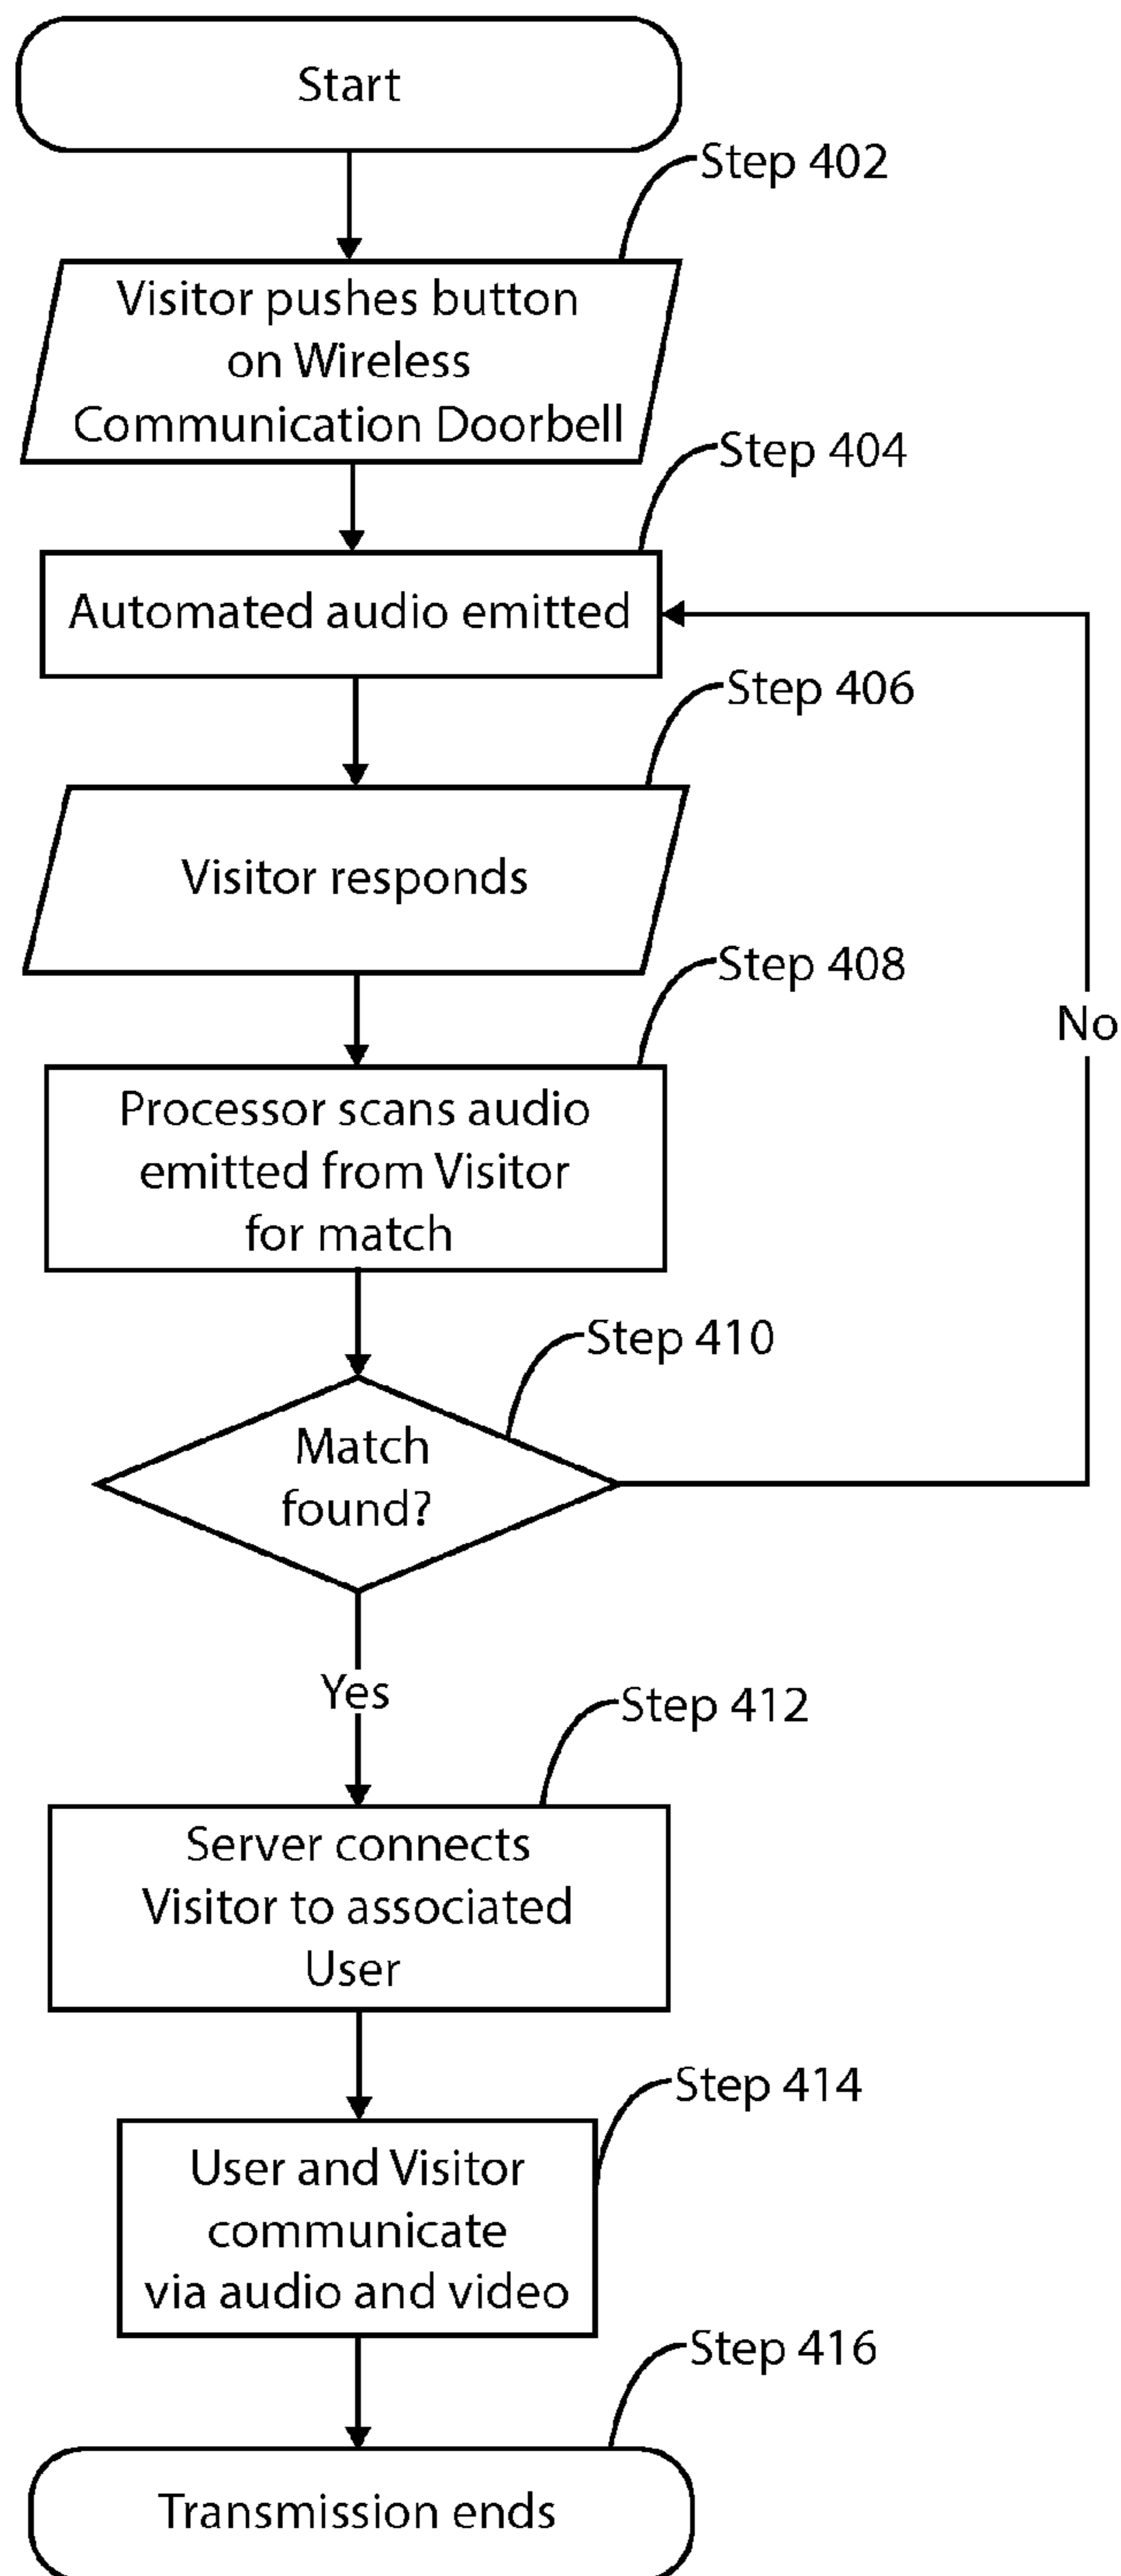 Start
Step 402
Visitor pushes button
on Wireless
Communication Doorbell
Step 404
Automated audio emitted
Step 406
Visitor responds
Step 408
No
Processor scans audio
emitted from Visitor
for match
Step 410
Match
found?
Yes
Step 412
Server connects
Visitor to associated
User
Step 414
User and Visitor
communicate
via audio and video
Step 416
Transmission ends